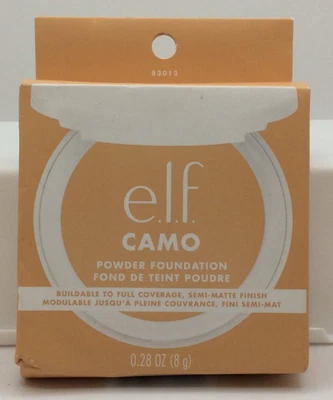 83013
e.l.f.
CAMO
POWDER FOUNDATION
FOND DE TEINT POUDRE
BUILDABLE TO FULL COVERAGE, SEMI-MATTE FINISH
MODULABLE JUSQU'À PLEINE COUVRANCE, FINI SEMI-MAT
0.28 OZ (8 g)